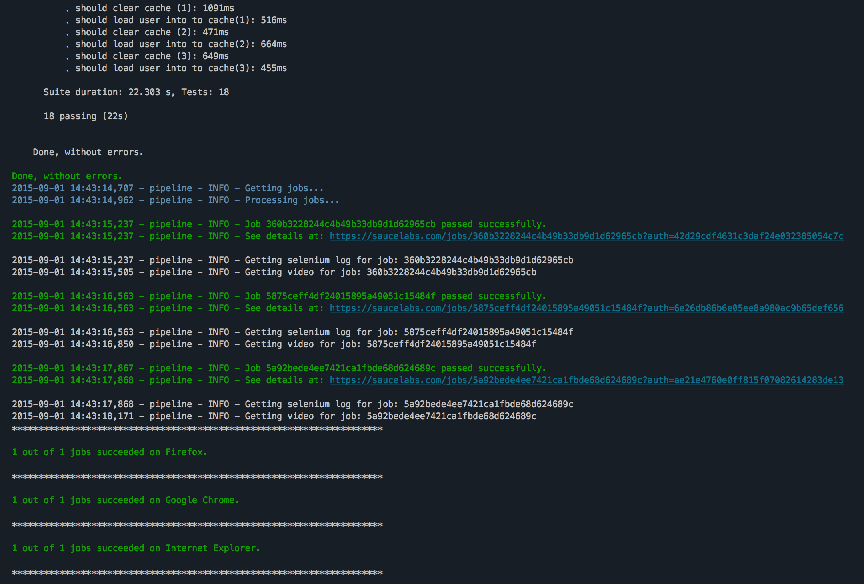 . should clear cache (1): 1091ms
. should load user into to cache(1): 516ms
. should clear cache (2): 471ms
. should load user into to cache(2): 664ms
. should clear cache (3): 649ms
. should load user into to cache(3): 455ms
Suite duration: 22.303 s, Tests: 18
18 passing (22s)
Done, without errors.
Done, without errors.
2015-09-01 14:43:14,707 - pipeline - INFO - Getting jobs...
2015-09-01 14:43:14,962 - pipeline - INFO - Processing jobs...
2015-09-01 14:43:15,237 - pipeline - INFO - Job 360b3228244c4b49b33db9d1d62965cb passed successfully.
2015-09-01 14:43:15,237 - pipeline - INFO - See details at: https://saucelabs.com/jobs/360b3228244c4b49b33db9d1d62965cb?auth=42d29cdf4631c3daf24e032385054c7c
2015-09-01 14:43:15,237 - pipeline - INFO - Getting selenium log for job: 360b3228244c4b49b33db9d1d62965cb
2015-09-01 14:43:15,505 - pipeline - INFO - Getting video for job: 360b3228244c4b49b33db9d1d62965cb
2015-09-01 14:43:16,563 - pipeline - INFO - Job 5875ceff4df24015895a49051c15484f passed successfully.
2015-09-01 14:43:16,563 - pipeline - INFO - See details at: https://saucelabs.com/jobs/5875ceff4df24015895a49051c15484f?auth=6e26db86b6e05ee8a980ac9b65def656
2015-09-01 14:43:16,563 - pipeline - INFO - Getting selenium log for job: 5875ceff4df24015895a49051c15484f
2015-09-01 14:43:16,850 - pipeline - INFO - Getting video for job: 5875ceff4df24015895a49051c15484f
2015-09-01 14:43:17,867 - pipeline - INFO - Job 5a92bede4ee7421ca1fbde68d624689c passed successfully.
2015-09-01 14:43:17,868 - pipeline - INFO - See details at: https://saucelabs.com/jobs/5a92bede4ee7421ca1fbde68d624689c?auth=ae21e4760e0ff815f07082614283de13
2015-09-01 14:43:17,868 - pipeline - INFO - Getting selenium log for job: 5a92bede4ee7421ca1fbde68d624689c
2015-09-01 14:43:18,171 - pipeline - INFO - Getting video for job: 5a92bede4ee7421ca1fbde68d624689c
**********************************************************************
1 out of 1 jobs succeeded on Firefox.
**********************************************************************
1 out of 1 jobs succeeded on Google Chrome.
**********************************************************************
1 out of 1 jobs succeeded on Internet Explorer.
**********************************************************************